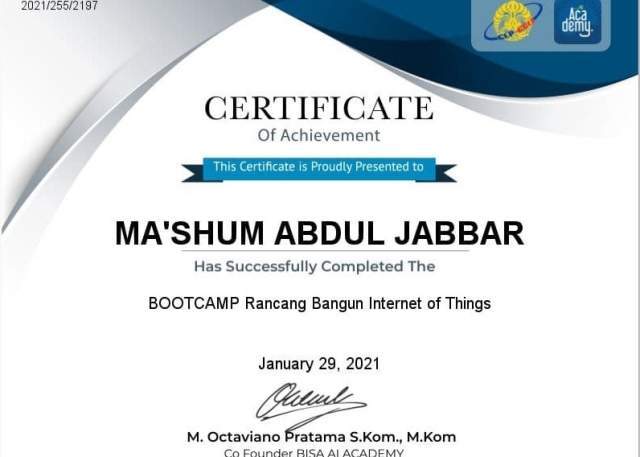 2021/255/2197
Aca
demy.
CERTIFICATE
Of Achievement
This Certificate is Proudly Presented to
MA'SHUM ABDUL JABBAR
Has Successfully Completed The
BOOTCAMP Rancang Bangun Internet of Things
January 29, 2021
M. Octaviano Pratama S.Kom., M.Kom
Co Founder BISA AI ACADEMY